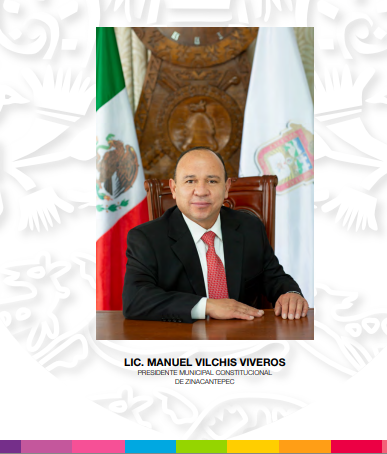 LIC. MANUEL VILCHIS VIVEROS
PRESIDENTE MUNICIPAL CONSTITUCIONAL
DE ZINACANTEPEC